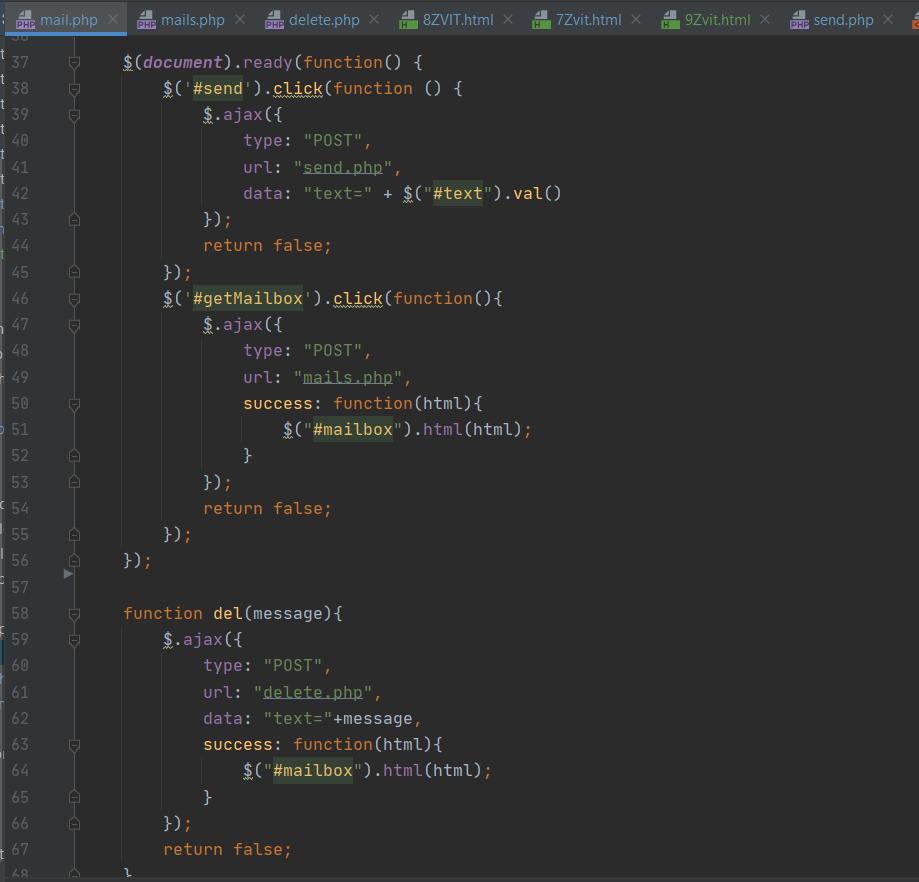 mail.php mails.php delete.php 8ZVIT.html 7Zvit.html 9Zvit.html send.php
37 $(document).ready(function() {
38 $('#send').click(function () {
39 $.ajax({
40 type: "POST",
41 url: "send.php",
42 data: "text=" + $("#text").val()
43 });
44 return false;
45 });
46 $('#getMailbox').click(function(){
47 $.ajax({
48 type: "POST",
49 url: "mails.php",
50 success: function(html){
51 $("#mailbox").html(html);
52 }
53 });
54 return false;
55 });
56 });
57
58 function del(message){
59 $.ajax({
60 type: "POST",
61 url: "delete.php",
62 data: "text="+message,
63 success: function(html){
64 $("#mailbox").html(html);
65 }
66 });
67 return false;
68 }